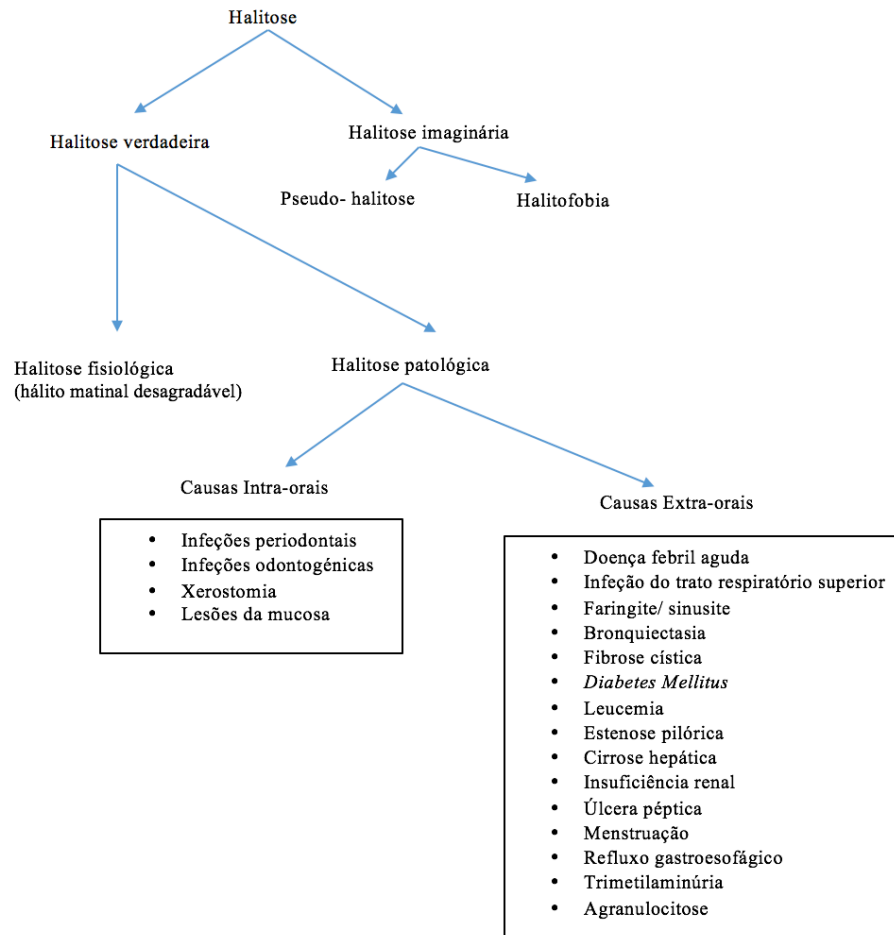 Halitose
Halitose verdadeira
Halitose imaginária
Pseudo- halitose
Halitofobia
Halitose fisiológica
(hálito matinal desagradável)
Halitose patológica
Causas Intra-orais
• Infeções periodontais
• Infeções odontogénicas
• Xerostomia
• Lesões da mucosa
Causas Extra-orais
• Doença febril aguda
• Infeção do trato respiratório superior
• Faringite/ sinusite
• Bronquiectasia
• Fibrose cística
• Diabetes Mellitus
• Leucemia
• Estenose pilórica
• Cirrose hepática
• Insuficiência renal
• Úlcera péptica
• Menstruação
• Refluxo gastroesofágico
• Trimetilaminúria
• Agranulocitose